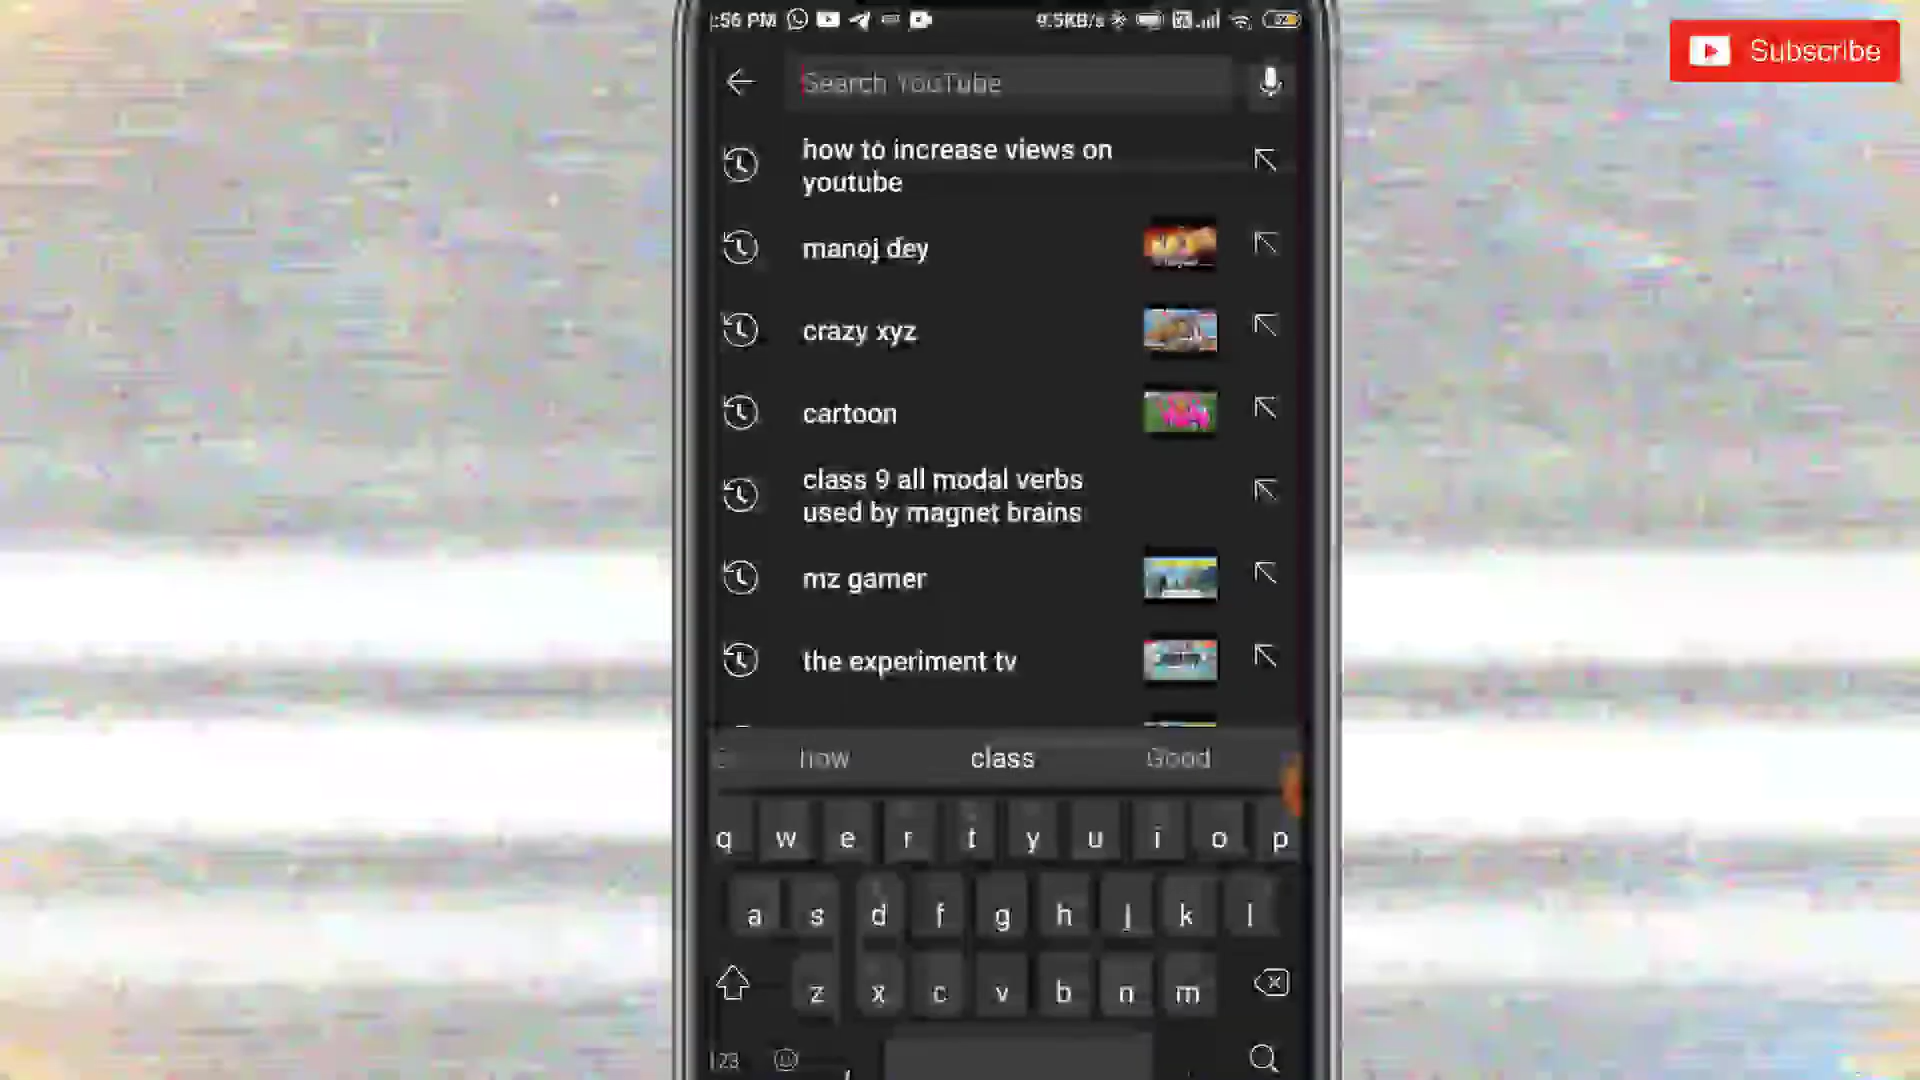 :56 PM
9.5KB/s
Subscribe
Search YouTube
how to increase views on
youtube
manoj dey
crazy xyz
cartoon
class 9 all modal verbs
used by magnet brains
mz gamer
the experiment tv
how class Good
q w e r t y u i o p
a s d f g h j k l
z x c v b n m
123